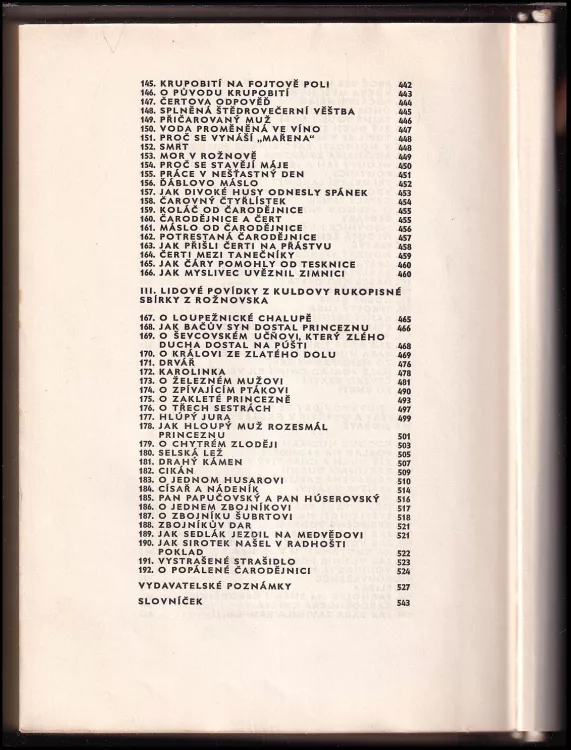 145. KRUPOBITÍ NA FOJTOVĚ POLI 442
146. O PŮVODU KRUPOBITÍ 443
147. ČERTOVA ODPOVĚĎ 444
148. SPLNĚNÁ ŠTĚDROVEČERNÍ VĚŠTBA 445
149. PŘIČAROVANÝ MUŽ 446
150. VODA PROMĚNĚNÁ VE VÍNO 447
151. PROČ SE VYNÁŠÍ „MAŘENA" 448
152. SMRT 448
153. MOR V ROŽNOVĚ 449
154. PROČ SE STAVĚJÍ MÁJE 450
155. PRÁCE V NEŠŤASTNÝ DEN 451
156. ĎÁBLOVO MÁSLO 452
157. JAK DIVOKÉ HUSY ODNESLY SPÁNEK 453
158. ČAROVNÝ ČTYŘLÍSTEK 454
159. KOLÁČ OD ČARODĚJNICE 455
160. ČARODĚJNICE A ČERT 455
161. MÁSLO OD ČARODĚJNICE 456
162. POTRESTANÁ ČARODĚJNICE 457
163. JAK PŘIŠLI ČERTI NA PŘÁSTVU 458
164. ČERTI MEZI TANEČNÍKY 459
165. JAK ČÁRY POMOHLY OD TESKNICE 460
166. JAK MYSLIVEC UVĚZNIL ZIMNICI 460
III. LIDOVÉ POVÍDKY Z KULDOVY RUKOPISNÉ
SBÍRKY Z ROŽNOVSKA
167. O LOUPEŽNICKÉ CHALUPĚ 465
168. JAK BAČŮV SYN DOSTAL PRINCEZNU 466
169. O ŠEVCOVSKÉM UČŇOVI, KTERÝ ZLÉHO
DUCHA DOSTAL NA PÚŠTI 468
170. O KRÁLOVI ZE ZLATÉHO DOLU 469
171. DRVÁŘ 476
172. KAROLINKA 478
173. O ŽELEZNÉM MUŽOVI 481
174. O ZPÍVAJÍCÍM PTÁKOVI 490
175. O ZAKLETÉ PRINCEZNĚ 493
176. O TŘECH SESTRÁCH 497
177. HLÚPÝ JURA 499
178. JAK HLOUPÝ MUŽ ROZESMÁL
PRINCEZNU 501
179. O CHYTRÉM ZLODĚJI 503
180. SELSKÁ LEŽ 505
181. DRAHÝ KÁMEN 507
182. CIKÁN 509
183. O JEDNOM HUSAROVI 510
184. CÍSAŘ A NÁDENÍK 514
185. PAN PAPUČOVSKÝ A PAN HÚSEROVSKÝ 516
186. O JEDNEM ZBOJNÍKOVI 517
187. O ZBOJNÍKU ŠUBRTOVI 518
188. ZBOJNÍKŮV DAR 521
189. JAK SEDLÁK JEZDIL NA MEDVĚDOVI 521
190. JAK SIROTEK NAŠEL V RADHOŠTI
POKLAD 522
191. VYSTRAŠENÉ STRAŠIDLO 523
192. O POPÁLENÉ ČARODĚJNICI 524
VYDAVATELSKÉ POZNÁMKY 527
SLOVNÍČEK 543